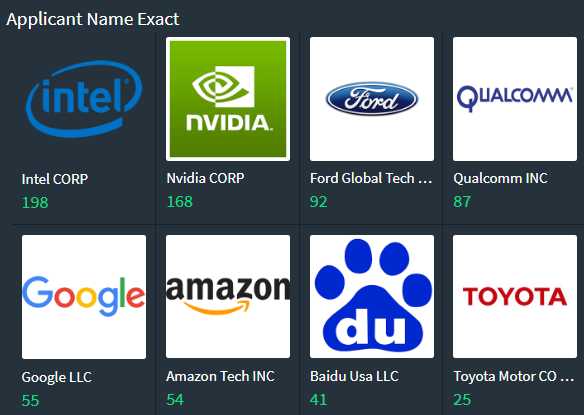 Applicant Name Exact
intel
NVIDIA.
Ford
QUALCOMM
Intel CORP
Nvidia CORP
Ford Global Tech ...
Qualcomm INC
198
168
92
87
Google
amazon
du
TOYOTA
Google LLC
Amazon Tech INC
Baidu Usa LLC
Toyota Motor CO ...
55
54
41
25